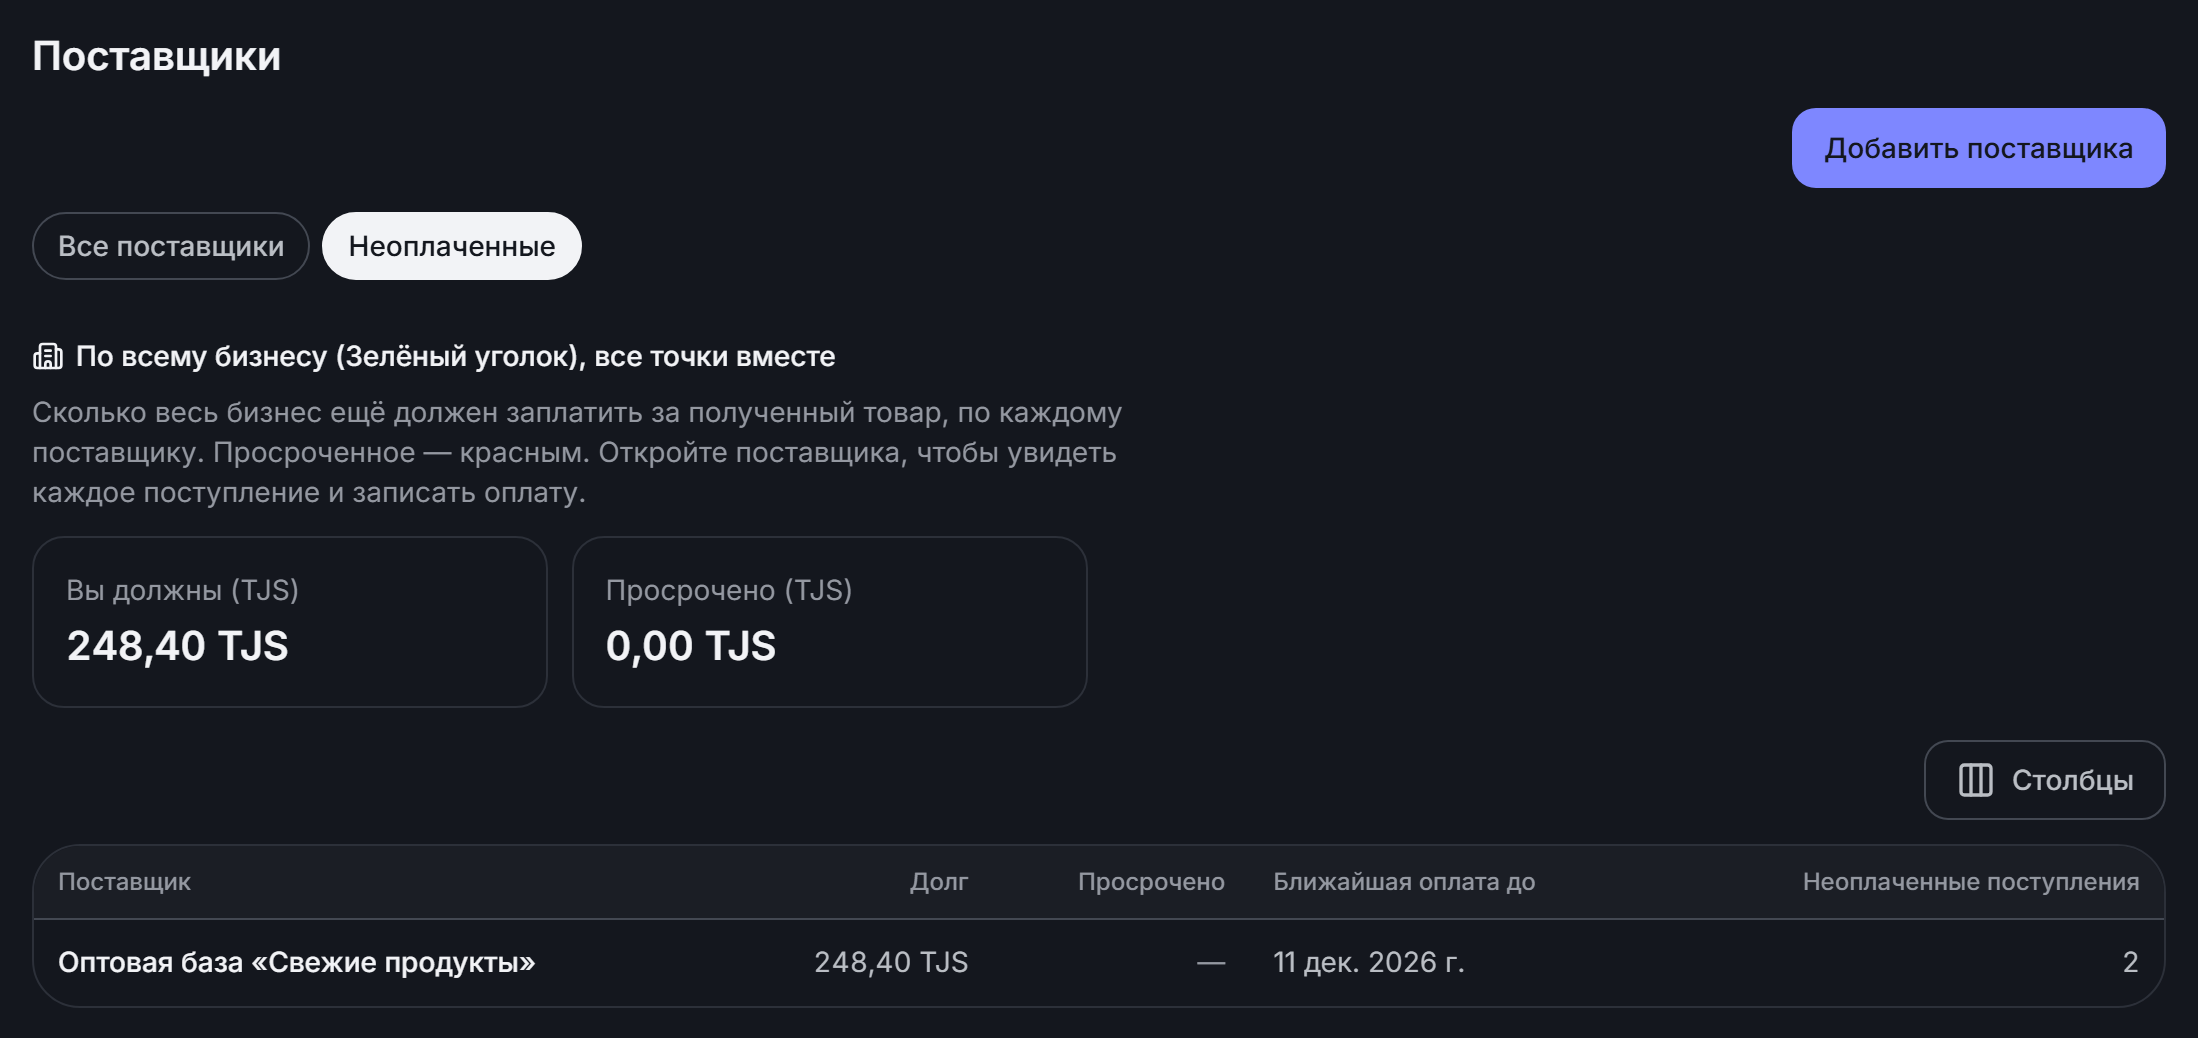 Поставщики
Добавить поставщика
Все поставщики
Неоплаченные
По всему бизнесу (Зелёный уголок), все точки вместе
Сколько весь бизнес ещё должен заплатить за полученный товар, по каждому
поставщику. Просроченное — красным. Откройте поставщика, чтобы увидеть
каждое поступление и записать оплату.
Вы должны (TJS)
248,40 TJS
Просрочено (TJS)
0,00 TJS
Столбцы
Поставщик Долг Просрочено Ближайшая оплата до Неоплаченные поступления
Оптовая база «Свежие продукты» 248,40 TJS — 11 дек. 2026 г. 2